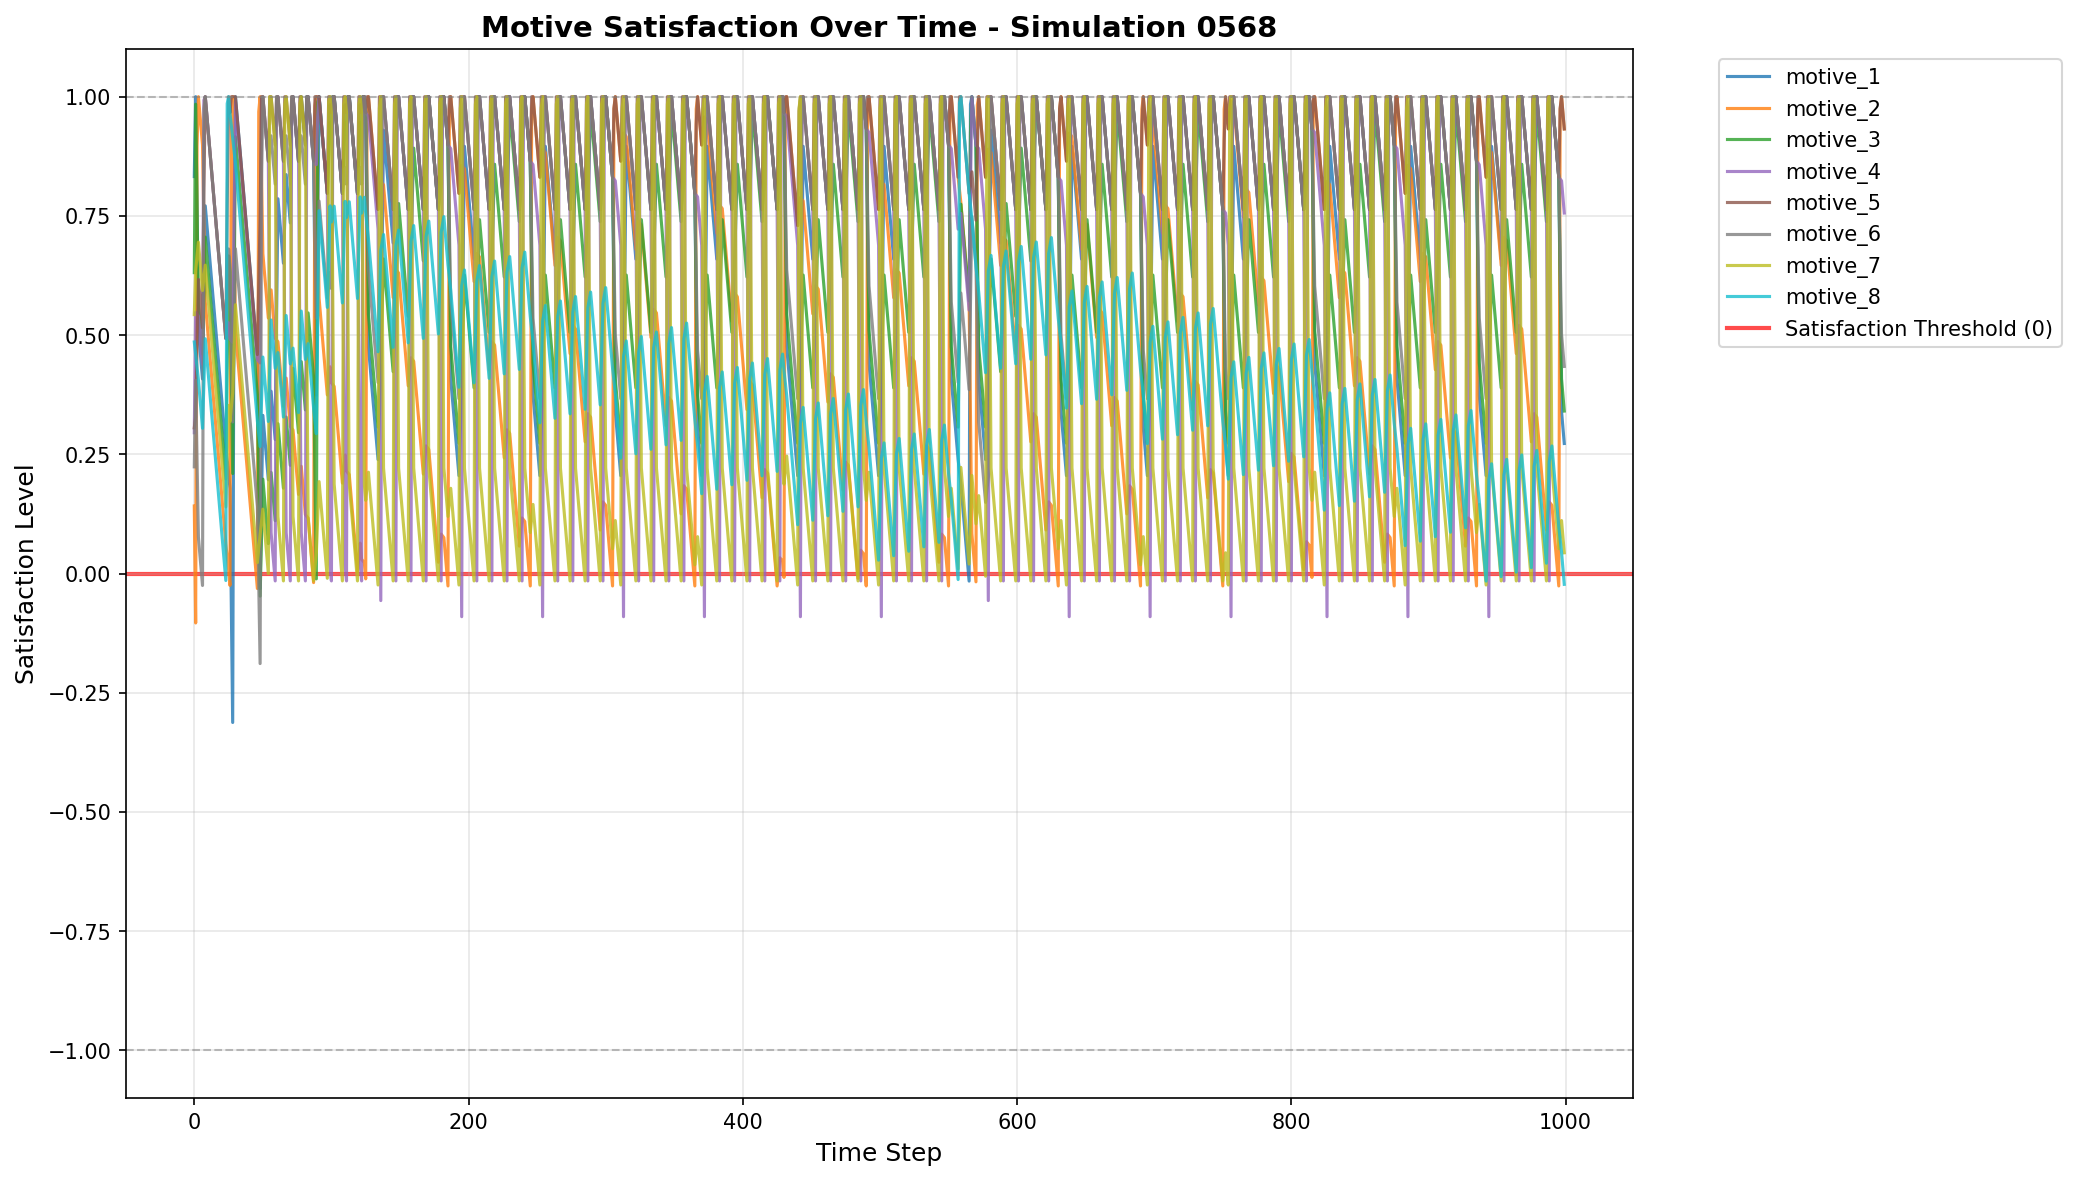 Motive Satisfaction Over Time - Simulation 0568
Satisfaction Level
1.00
0.75
0.50
0.25
0.00
−0.25
−0.50
−0.75
−1.00
0
200
400
600
800
1000
Time Step
motive_1
motive_2
motive_3
motive_4
motive_5
motive_6
motive_7
motive_8
Satisfaction Threshold (0)